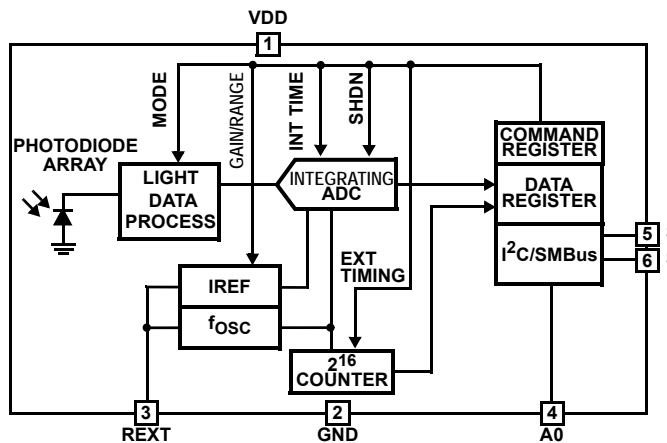 VDD
1
MODE
GAIN/RANGE
INT TIME
SHDN
COMMAND
REGISTER
PHOTODIODE
ARRAY
LIGHT
DATA
PROCESS
INTEGRATING
ADC
DATA
REGISTER
I²C/SMBus
5
6
EXT
TIMING
IREF
fOSC
2¹⁶
COUNTER
3
REXT
2
GND
4
A0